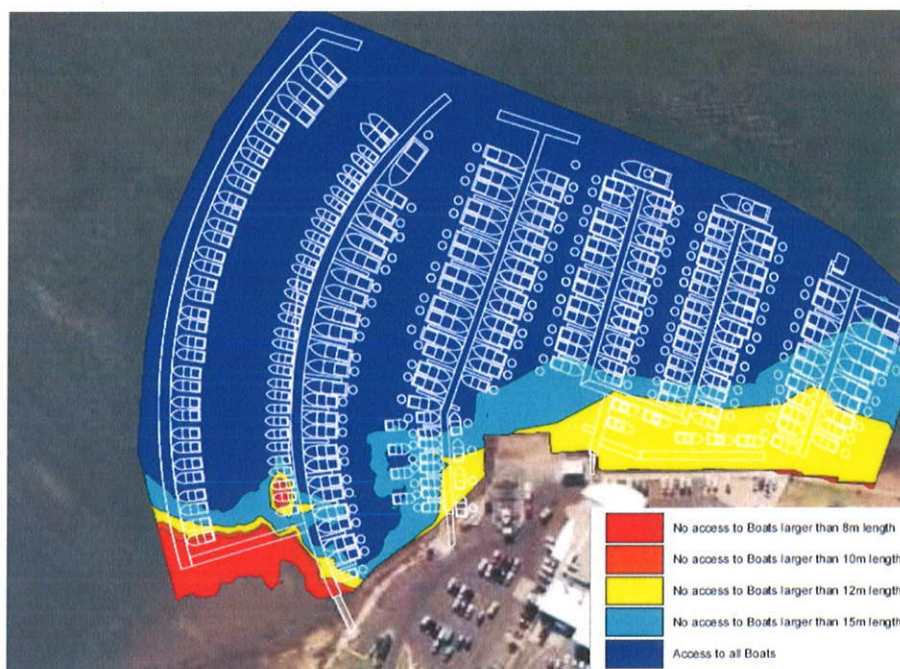 No access to Boats larger than 8m length
No access to Boats larger than 10m length
No access to Boats larger than 12m length
No access to Boats larger than 15m length
Access to all Boats